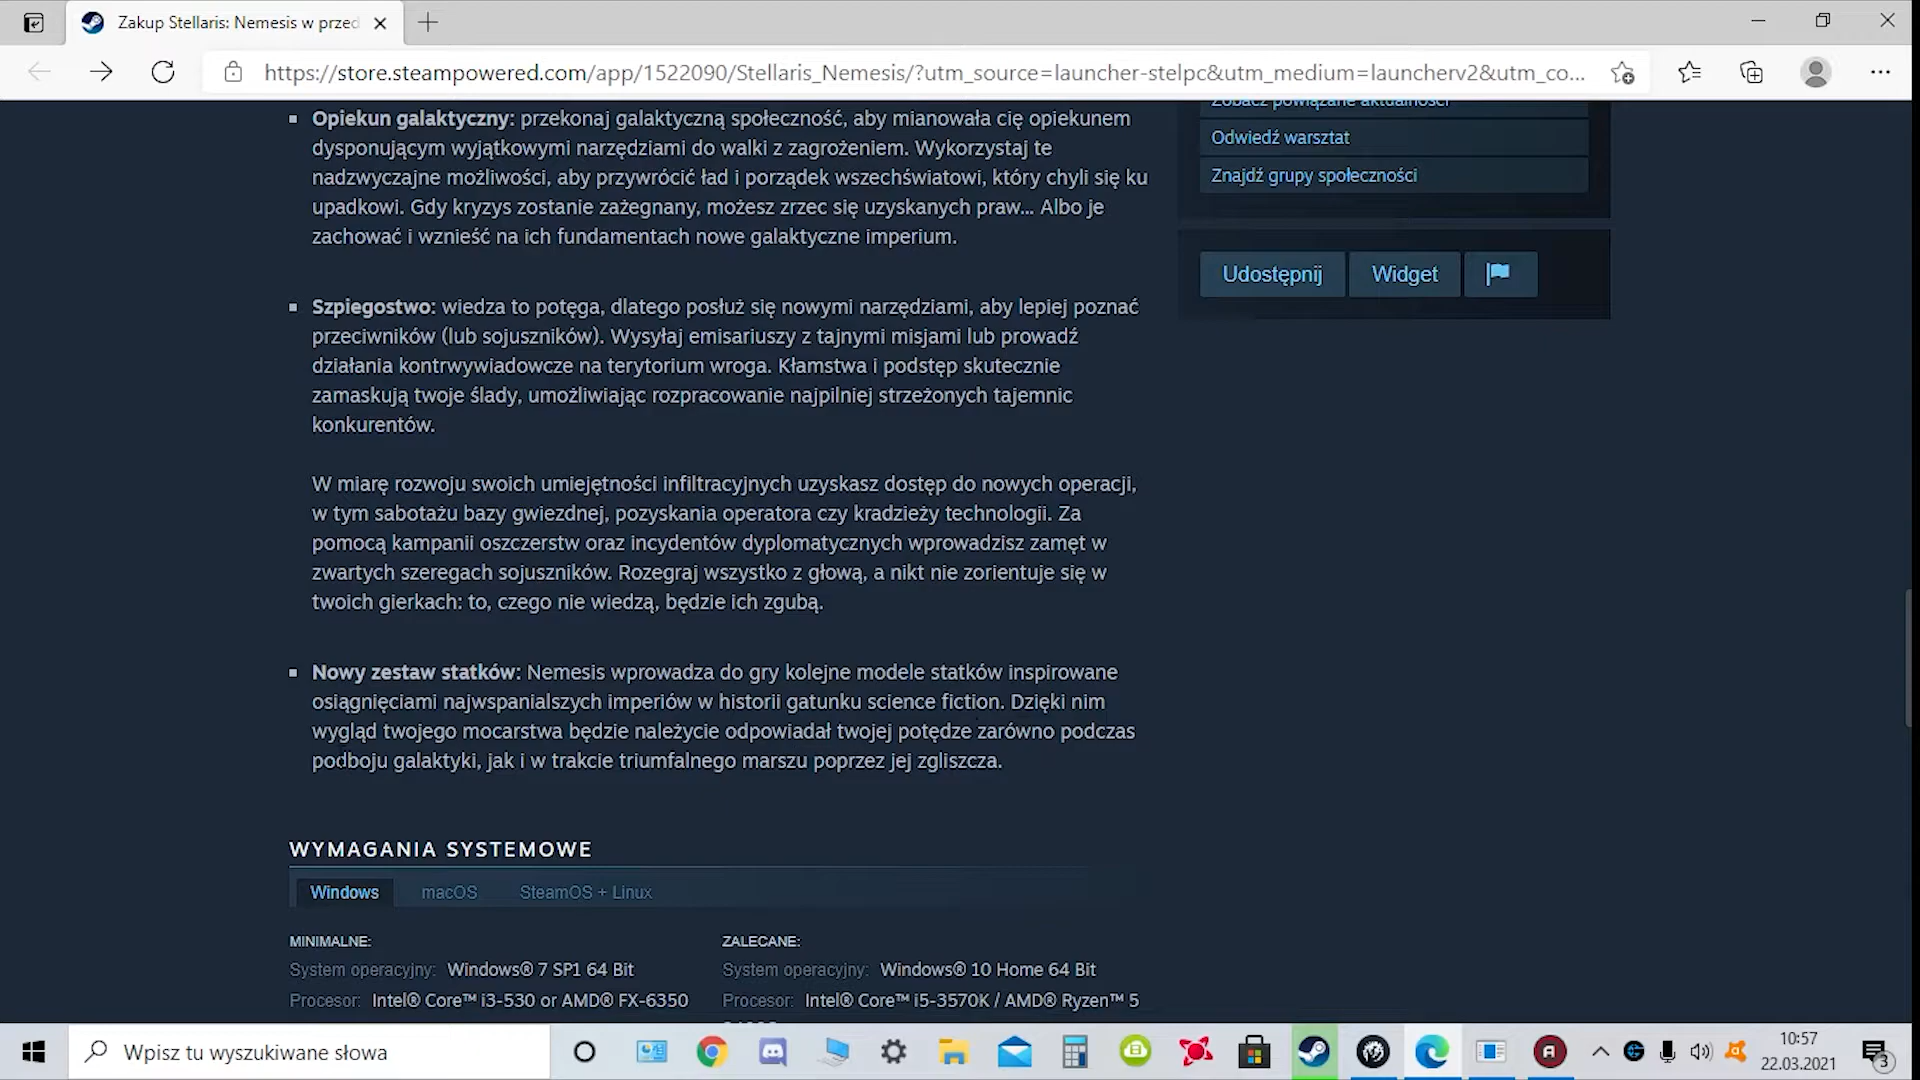 Zakup Stellaris: Nemesis w przed
https://store.steampowered.com/app/1522090/Stellaris_Nemesis/?utm_source=launcher-stelpc&utm_medium=launcherv2&utm_co...
Opiekun galaktyczny: przekonaj galaktyczną społeczność, aby mianowała cię opiekunem
dysponującym wyjątkowymi narzędziami do walki z zagrożeniem. Wykorzystaj te
nadzwyczajne możliwości, aby przywrócić ład i porządek wszechświatowi, który chyli się ku
upadkowi. Gdy kryzys zostanie zażegnany, możesz zrzec się uzyskanych praw... Albo je
zachować i wznieść na ich fundamentach nowe galaktyczne imperium.
Szpiegostwo: wiedza to potęga, dlatego posłuż się nowymi narzędziami, aby lepiej poznać
przeciwników (lub sojuszników). Wysyłaj emisariuszy z tajnymi misjami lub prowadź
działania kontrwywiadowcze na terytorium wroga. Kłamstwa i podstęp skutecznie
zamaskują twoje ślady, umożliwiając rozpracowanie najpilniej strzeżonych tajemnic
konkurentów.
W miarę rozwoju swoich umiejętności infiltracyjnych uzyskasz dostęp do nowych operacji,
w tym sabotażu bazy gwiezdnej, pozyskania operatora czy kradzieży technologii. Za
pomocą kampanii oszczerstw oraz incydentów dyplomatycznych wprowadzisz zamęt w
zwartych szeregach sojuszników. Rozegraj wszystko z głową, a nikt nie zorientuje się w
twoich gierkach: to, czego nie wiedzą, będzie ich zgubą.
Nowy zestaw statków: Nemesis wprowadza do gry kolejne modele statków inspirowane
osiągnięciami najwspanialszych imperiów w historii gatunku science fiction. Dzięki nim
wygląd twojego mocarstwa będzie należycie odpowiadał twojej potędze zarówno podczas
podboju galaktyki, jak i w trakcie triumfalnego marszu poprzez jej zgliszcza.
Zobacz powiązane aktualności
Odwiedź warsztat
Znajdź grupy społeczności
Udostępnij
Widget
WYMAGANIA SYSTEMOWE
Windows macOS SteamOS + Linux
MINIMALNE:
System operacyjny: Windows® 7 SP1 64 Bit
Procesor: Intel® Core™ i3-530 or AMD® FX-6350
ZALECANE:
System operacyjny: Windows® 10 Home 64 Bit
Procesor: Intel® Core™ i5-3570K / AMD® Ryzen™ 5
Wpisz tu wyszukiwane słowa
10:57
22.03.2021
3